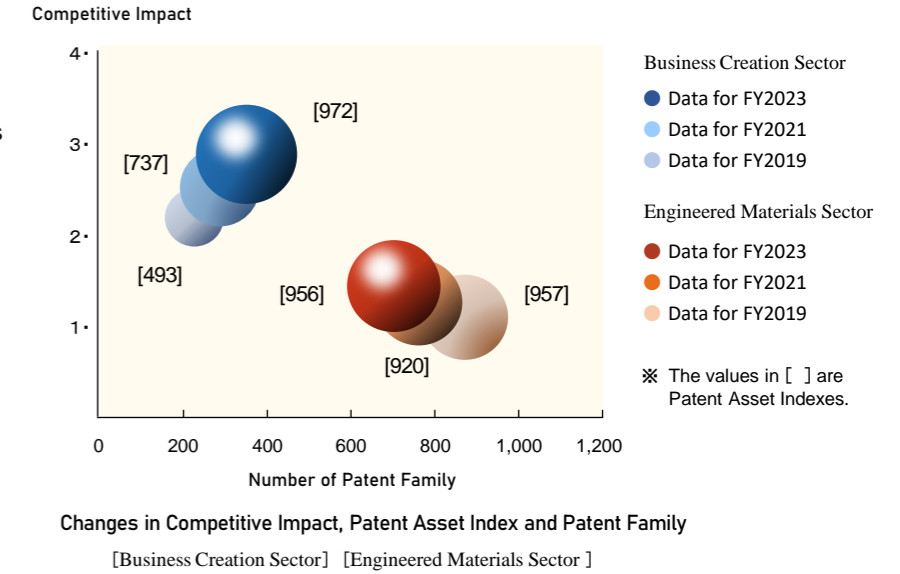 Competitive Impact
4
3
2
1
s
[972]
[737]
[493]
[956]
[957]
[920]
0 200 400 600 800 1,000 1,200
Number of Patent Family
Business Creation Sector
Data for FY2023
Data for FY2021
Data for FY2019
Engineered Materials Sector
Data for FY2023
Data for FY2021
Data for FY2019
※ The values in [ ] are
Patent Asset Indexes.
Changes in Competitive Impact, Patent Asset Index and Patent Family
[Business Creation Sector] [Engineered Materials Sector ]